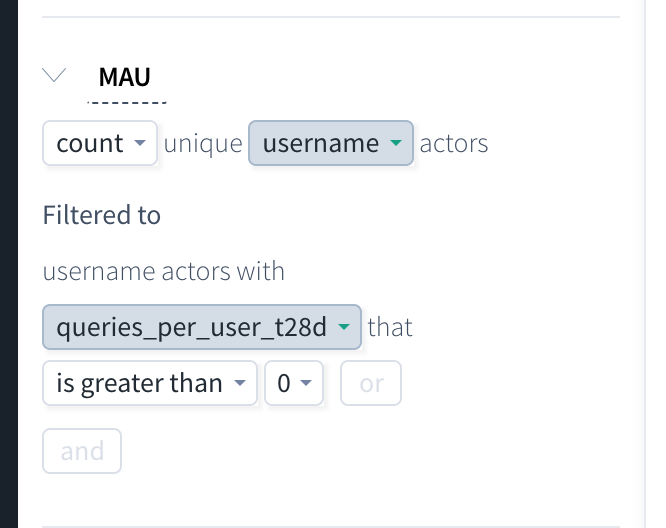 MAU
count unique username actors
Filtered to
username actors with
queries_per_user_t28d that
is greater than 0 or
and